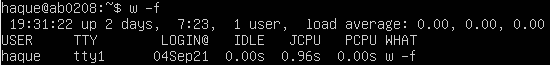 haque@ab0208:~$ w -f
 19:31:22 up 2 days,  7:23,  1 user,  load average: 0.00, 0.00, 0.00
USER     TTY        LOGIN@   IDLE   JCPU   PCPU WHAT
haque    tty1      04Sep21  0.00s  0.96s  0.00s w -f